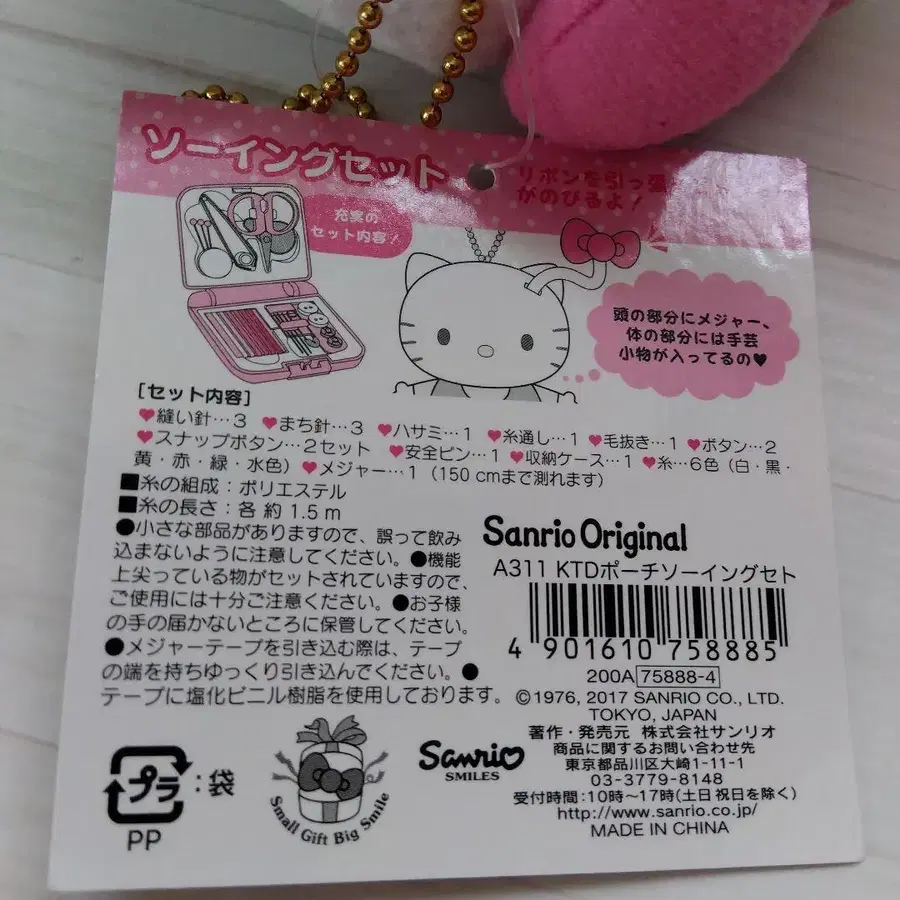 ソーイングセット
リボンを引っ張
がのびるよ!
充実の
セット内容!
頭の部分にメジャー、
体の部分には手芸
小物が入ってるの♥
[セット内容]
♥縫い針…3 ♥まち針…3 ♥ハサミ…1 ♥糸通し…1 ♥毛抜き…1 ♥ボタン…2
♥スナップボタン…2セット ♥安全ピン…1 ♥収納ケース…1 ♥糸…6色(白・黒・
黄・赤・緑・水色) ♥メジャー…1(150cmまで測れます)
■糸の組成:ポリエステル
■糸の長さ:各 約1.5m
●小さな部品がありますので、誤って飲み
込まないように注意してください。●機能
上尖っている物がセットされていますので、
ご使用には十分ご注意ください。●お子様
の手の届かないところに保管してください。
●メジャーテープを引き込む際は、テープ
の端を持ちゆっくり引き込んでください。●
テープに塩化ビニル樹脂を使用しております。
Sanrio Original
A311 KTDポーチソーイングセト
4 901610 758885
200A 75888-4
©1976, 2017 SANRIO CO., LTD.
TOKYO, JAPAN
著作・発売元 株式会社サンリオ
商品に関するお問い合わせ先
東京都品川区大崎1-11-1
03-3779-8148
受付時間:10時~17時(土日祝日を除く)
http://www.sanrio.co.jp/
MADE IN CHINA
プラ:袋
PP
Small Gift Big Smile
Sanrio
SMILES